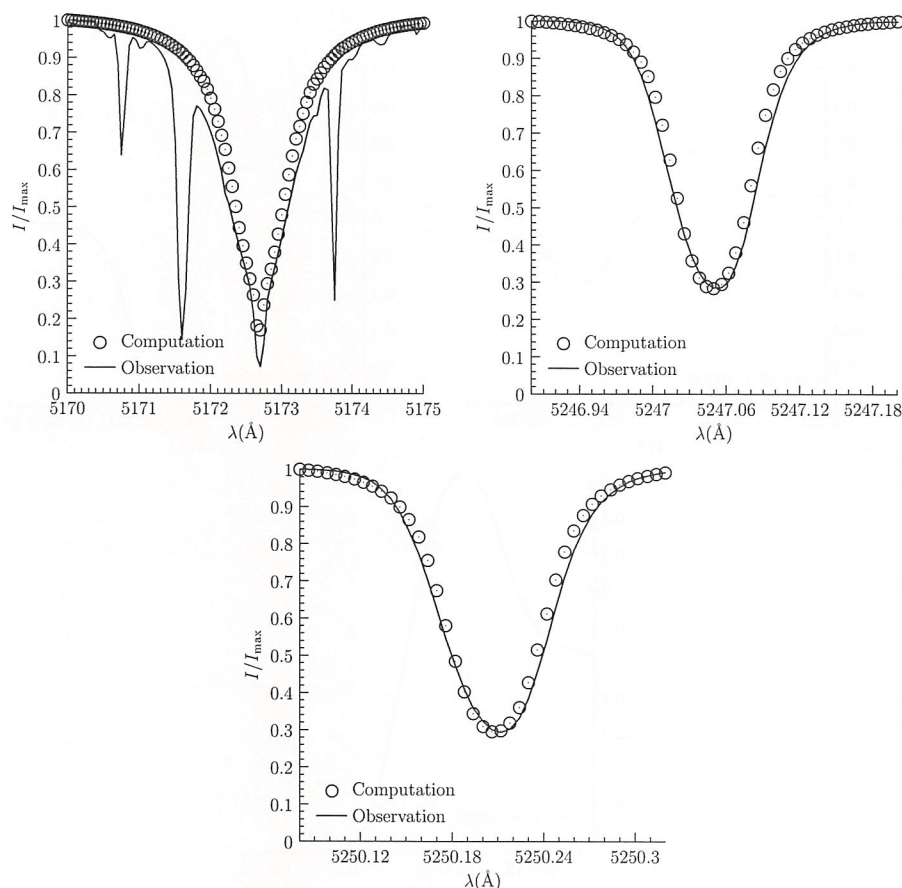 1
0.9
0.8
0.7
0.6
0.5
0.4
0.3
0.2
0.1
0
I/I_max
Computation
Observation
5170 5171 5172 5173 5174 5175
λ(Å)
1
0.9
0.8
0.7
0.6
0.5
0.4
0.3
0.2
0.1
0
I/I_max
Computation
Observation
5246.94 5247 5247.06 5247.12 5247.18
λ(Å)
1
0.9
0.8
0.7
0.6
0.5
0.4
0.3
0.2
0.1
0
I/I_max
Computation
Observation
5250.12 5250.18 5250.24 5250.3
λ(Å)